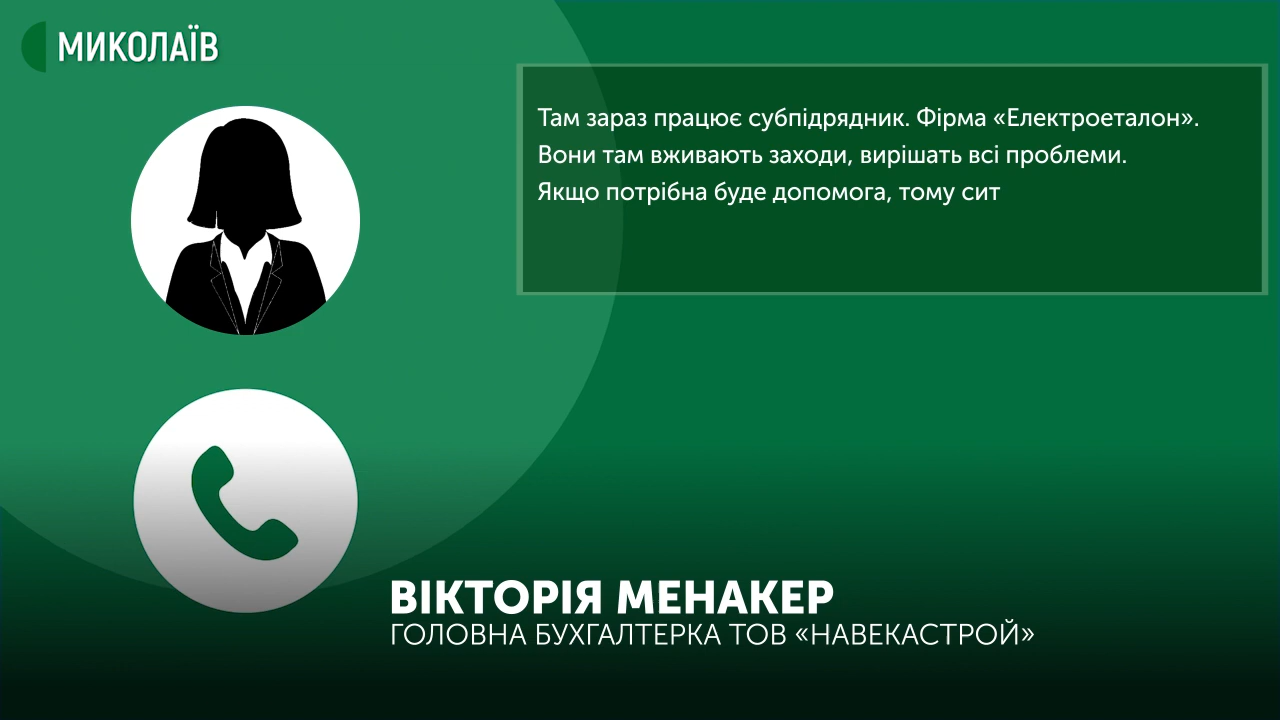 МИКОЛАЇВ
Там зараз працює субпідрядник. Фірма «Електроеталон».
Вони там вживають заходи, вирішать всі проблеми.
Якщо потрібна буде допомога, тому сит
ВІКТОРІЯ МЕНАКЕР
ГОЛОВНА БУХГАЛТЕРКА ТОВ «НАВЕКАСТРОЙ»